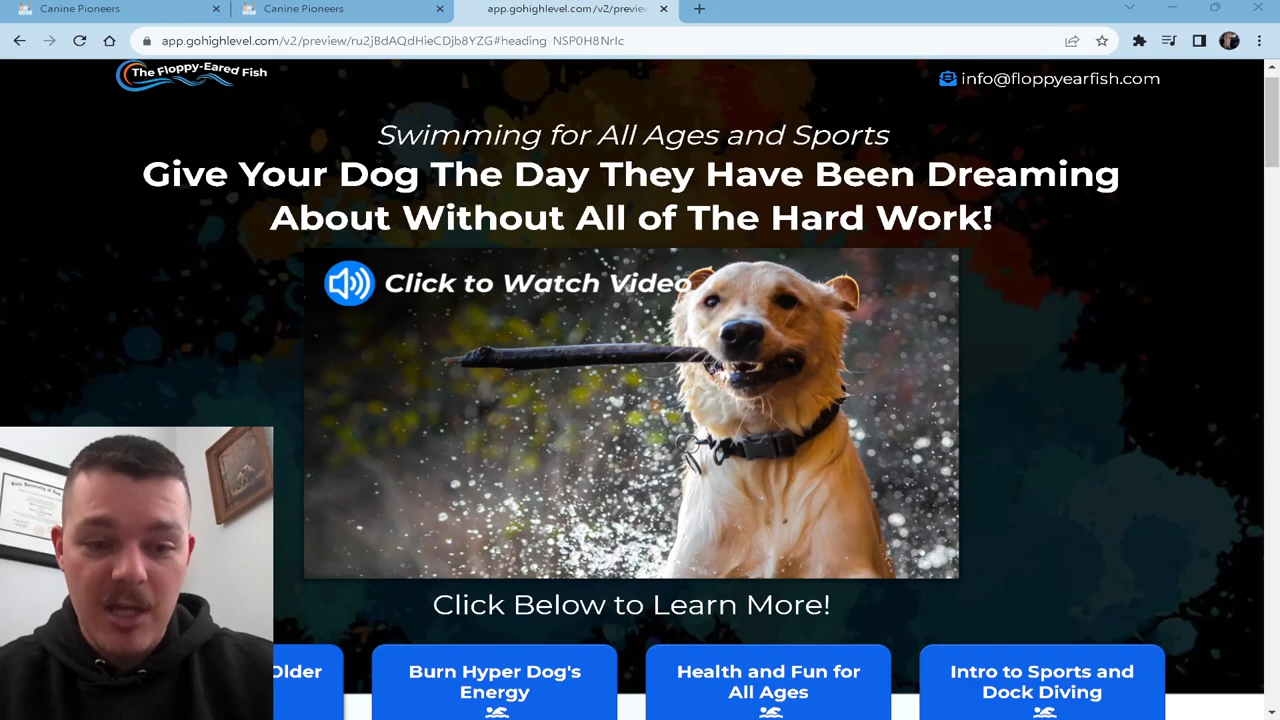 Canine Pioneers
Canine Pioneers
app.gohighlevel.com/v2/previe
app.gohighlevel.com/v2/preview/ru2jBdAQdHieCDjb8YZG#heading-NSP0H8NrIc
The Floppy-Eared Fish
info@floppyearfish.com
Swimming for All Ages and Sports
Give Your Dog The Day They Have Been Dreaming
About Without All of The Hard Work!
Click to Watch Video
Click Below to Learn More!
Older
Burn Hyper Dog's
Energy
Health and Fun for
All Ages
Intro to Sports and
Dock Diving